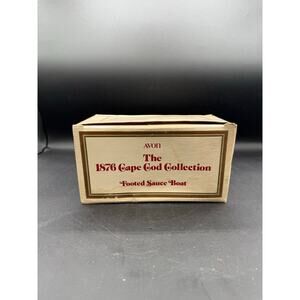 AVON
The
1876 Cape Cod Collection
Footed Sauce Boat